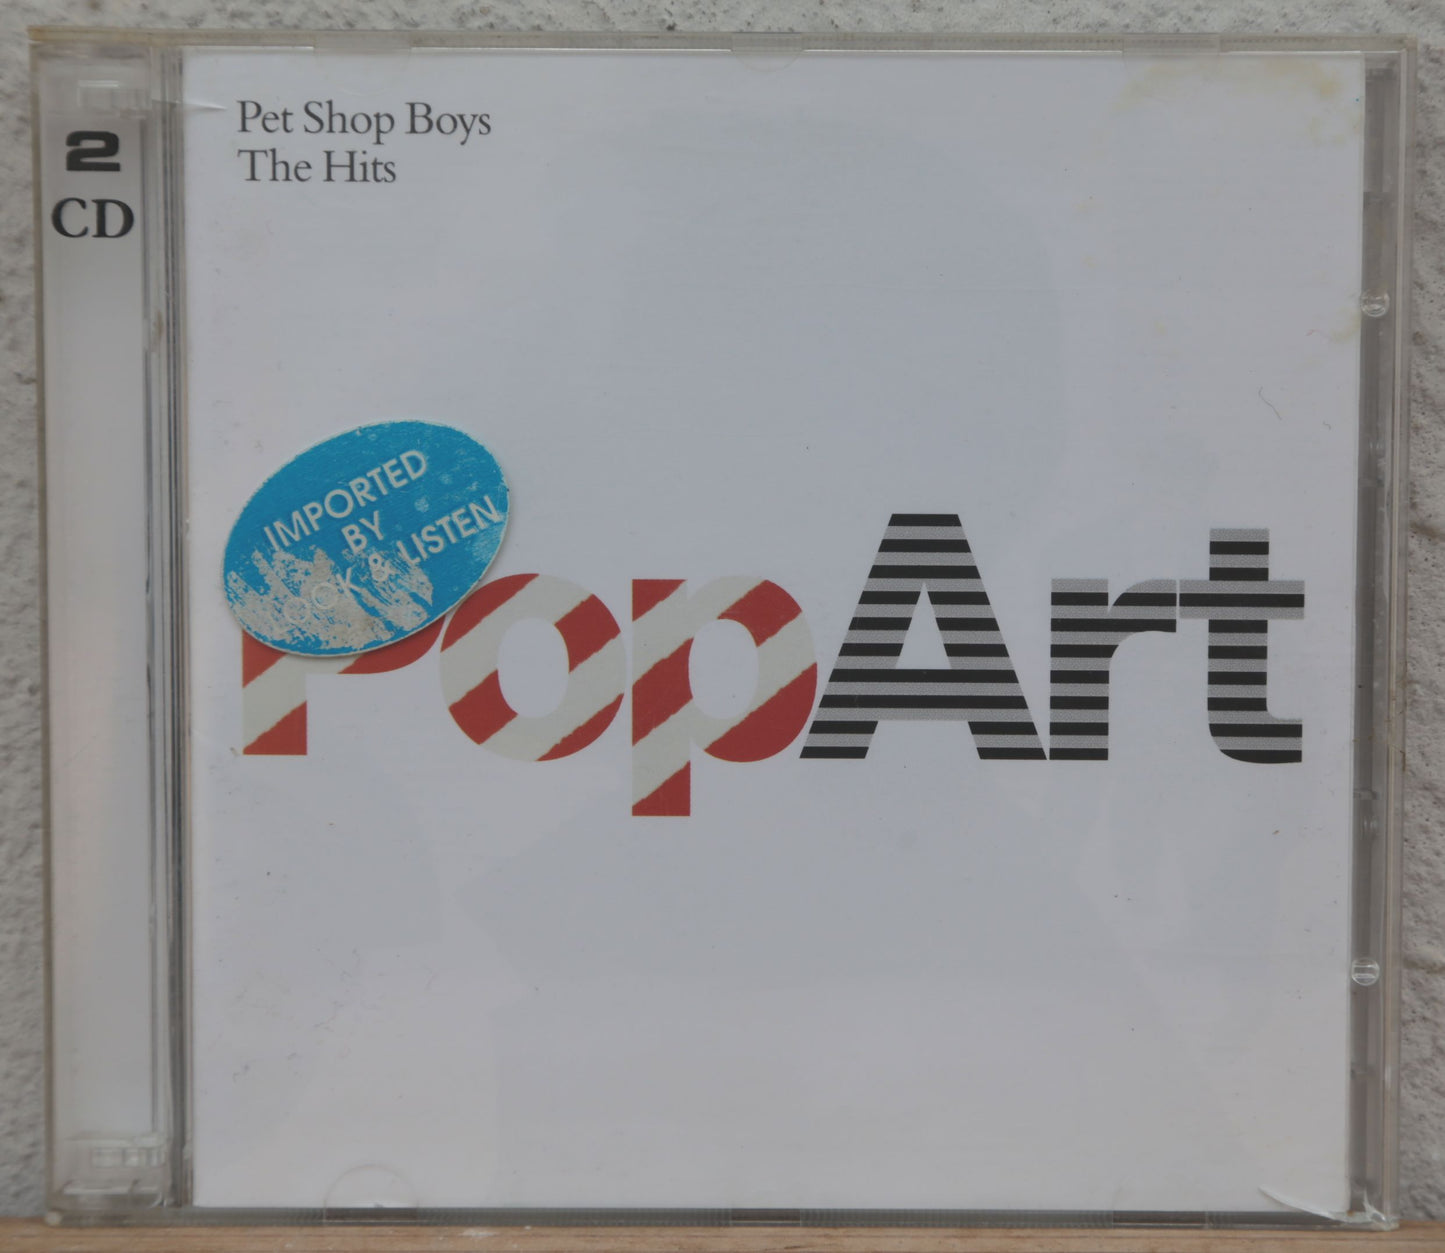 2
CD
Pet Shop Boys
The Hits
IMPORTED
BY
& LISTEN
PopArt